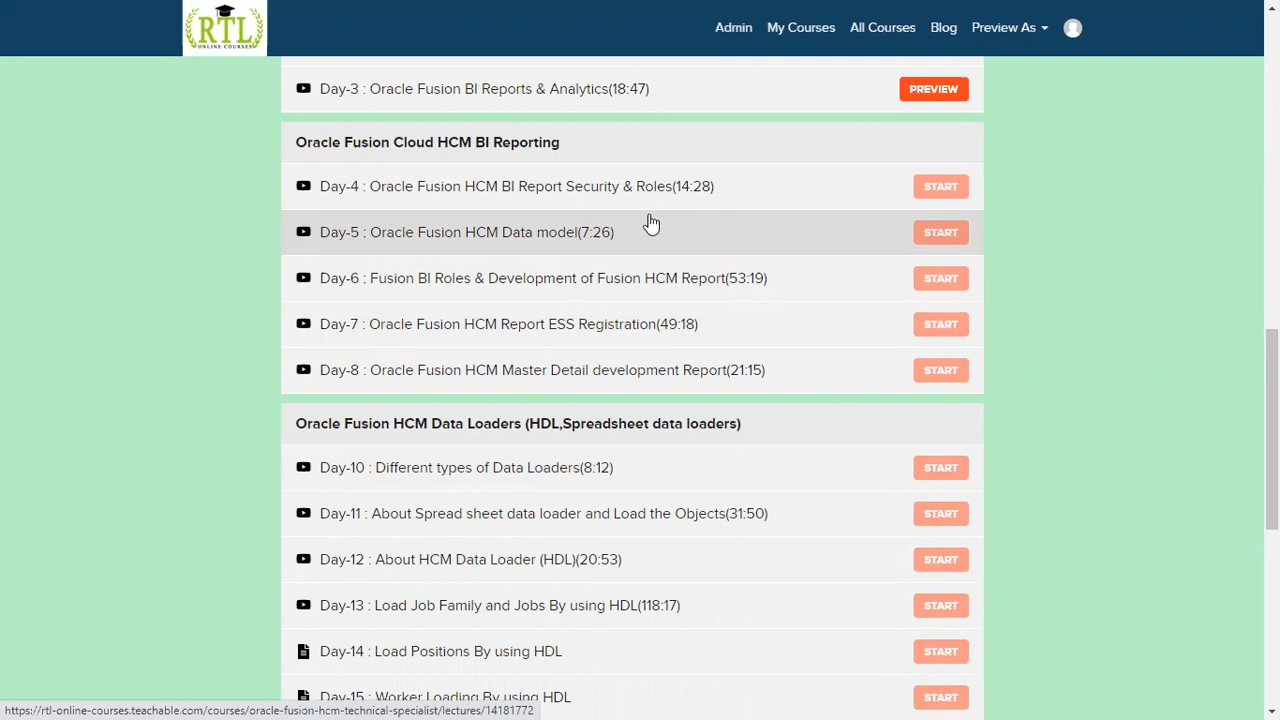 RTL
ONLINE COURSES
Admin
My Courses
All Courses
Blog
Preview As
Day-3 : Oracle Fusion BI Reports & Analytics(18:47)
PREVIEW
Oracle Fusion Cloud HCM BI Reporting
Day-4 : Oracle Fusion HCM BI Report Security & Roles(14:28)
START
Day-5 : Oracle Fusion HCM Data model(7:26)
START
Day-6 : Fusion BI Roles & Development of Fusion HCM Report(53:19)
START
Day-7 : Oracle Fusion HCM Report ESS Registration(49:18)
START
Day-8 : Oracle Fusion HCM Master Detail development Report(21:15)
START
Oracle Fusion HCM Data Loaders (HDL,Spreadsheet data loaders)
Day-10 : Different types of Data Loaders(8:12)
START
Day-11 : About Spread sheet data loader and Load the Objects(31:50)
START
Day-12 : About HCM Data Loader (HDL)(20:53)
START
Day-13 : Load Job Family and Jobs By using HDL(118:17)
START
Day-14 : Load Positions By using HDL
START
Day-15 : Worker Loading By using HDL
START
https://rtl-online-courses.teachable.com/courses/oracle-fusion-hcm-technical-specialist/lectures/14181772